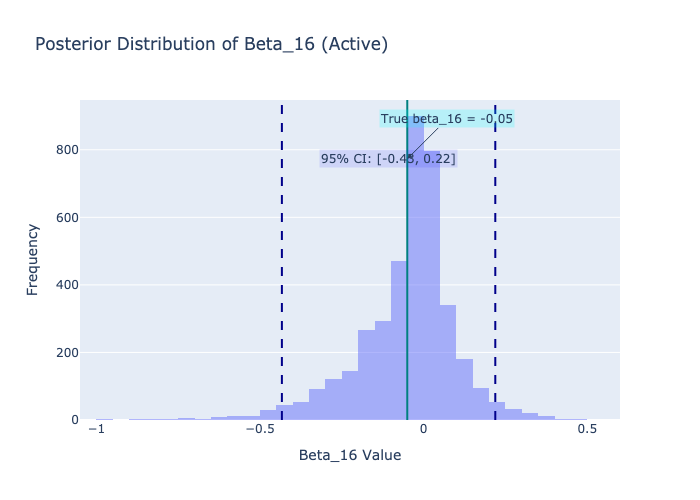 Posterior Distribution of Beta_16 (Active)
True beta_16 = -0.05
95% CI: [-0.43, 0.22]
Frequency
800
600
400
200
0
−1
−0.5
0
0.5
Beta_16 Value